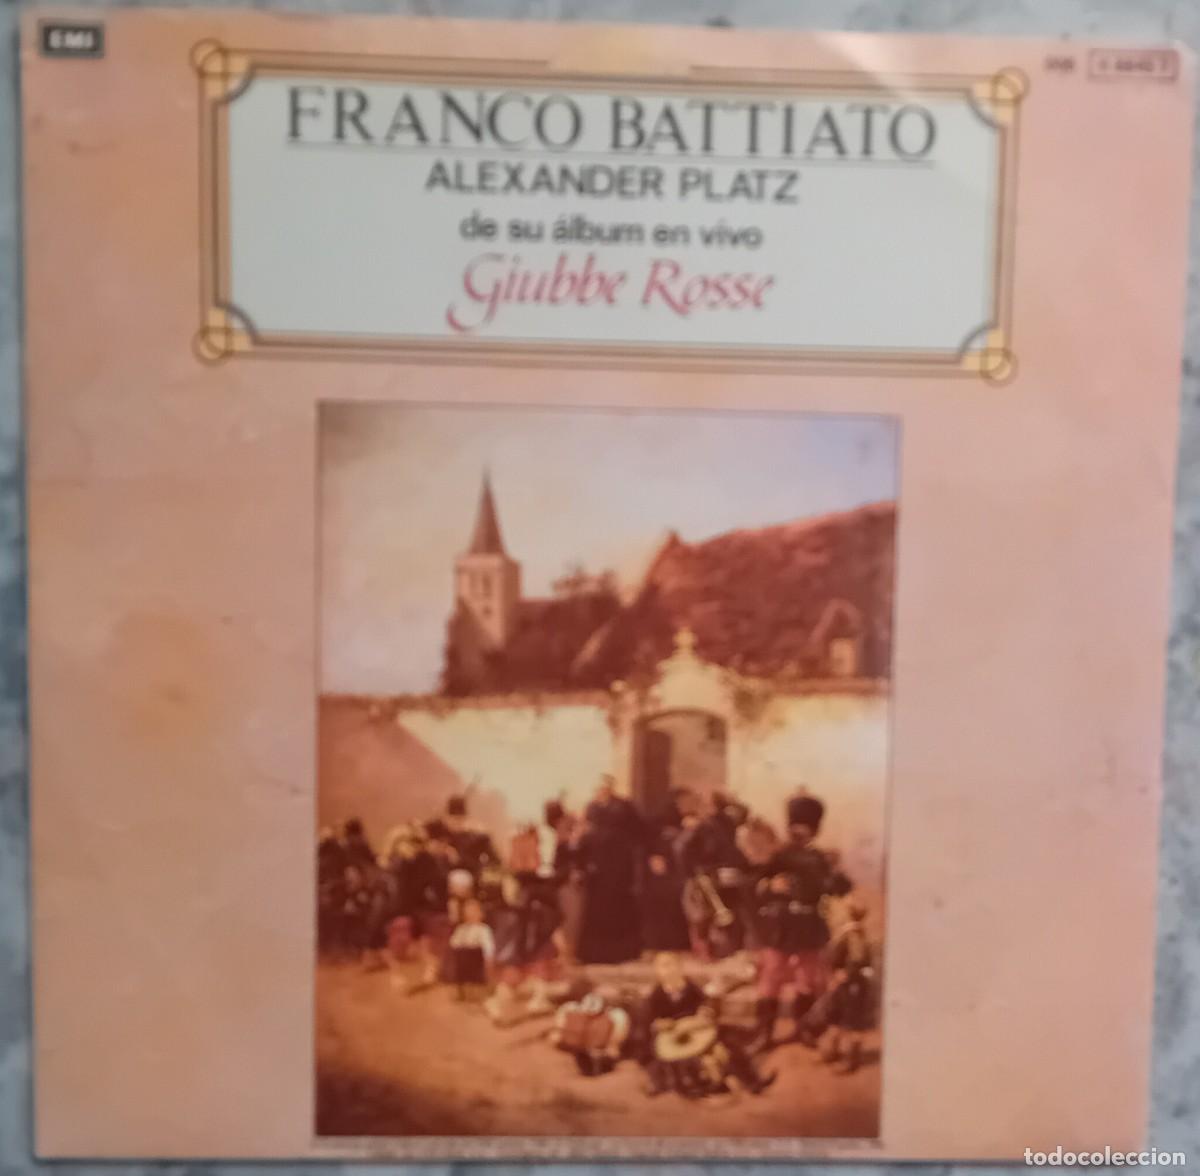 EMI
FRANCO BATTIATO
ALEXANDER PLATZ
de su álbum en vivo
Giubbe Rosse
todocoleccion